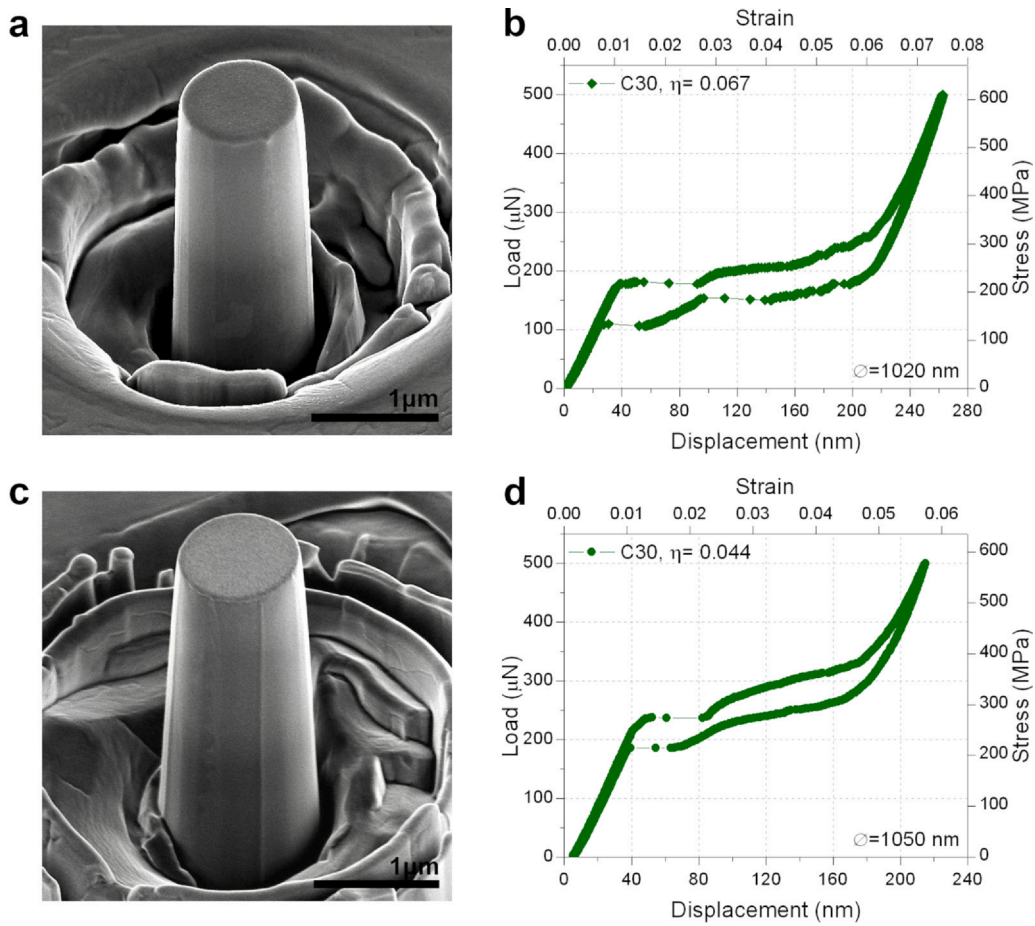 a
1μm
b
Strain
0.00 0.01 0.02 0.03 0.04 0.05 0.06 0.07 0.08
C30, η= 0.067
500
400
300
200
100
0
Load (μN)
600
500
400
300
200
100
0
Stress (MPa)
∅=1020 nm
0 40 80 120 160 200 240 280
Displacement (nm)
c
1μm
d
Strain
0.00 0.01 0.02 0.03 0.04 0.05 0.06
C30, η= 0.044
500
400
300
200
100
0
Load (μN)
600
500
400
300
200
100
0
Stress (MPa)
∅=1050 nm
0 40 80 120 160 200 240
Displacement (nm)